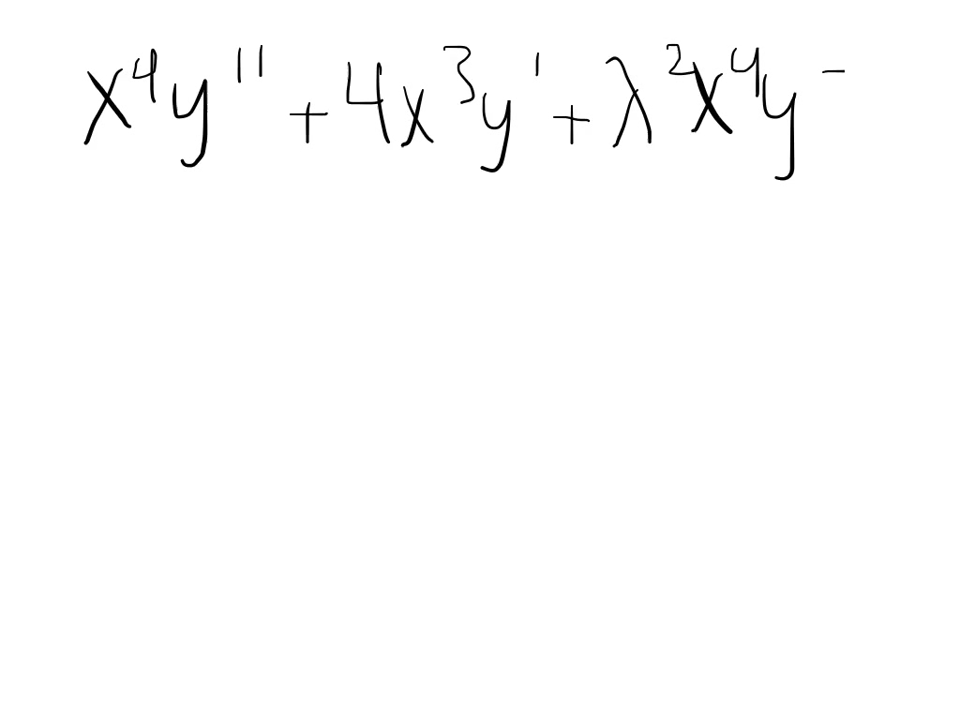 x⁴y'' + 4x³y' + λ²x⁴y -